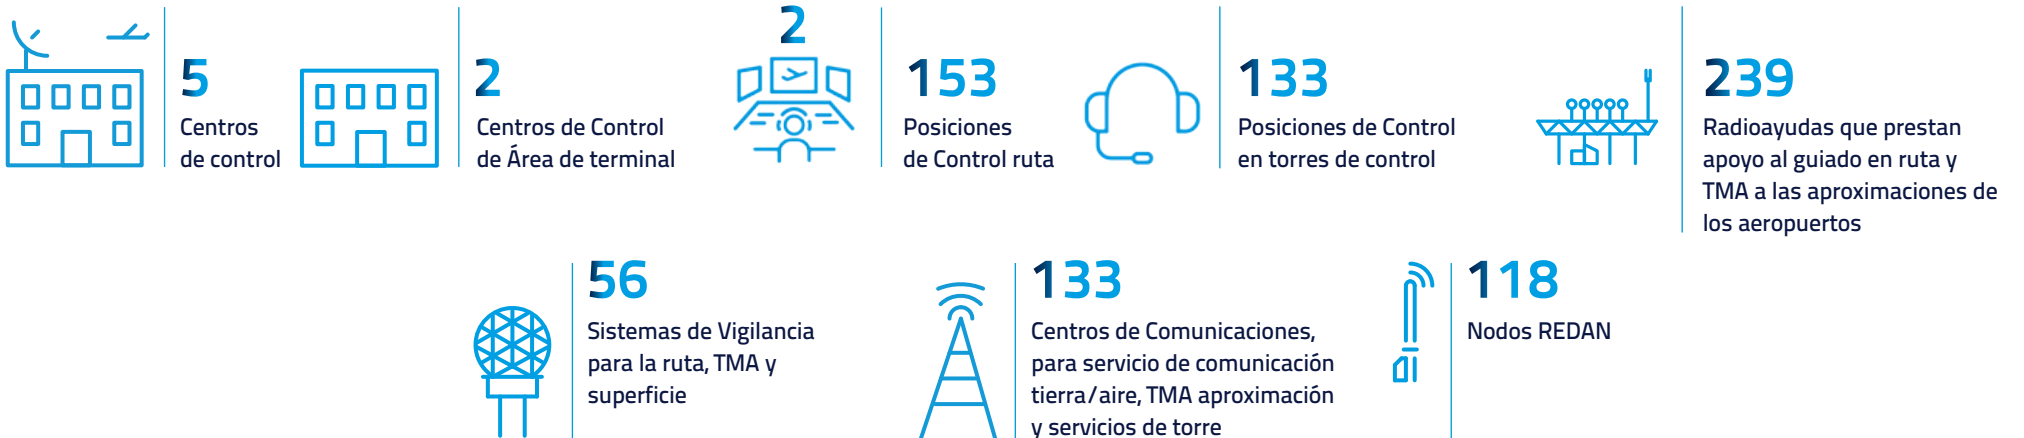 5
Centros
de control
2
Centros de Control
de Área de terminal
2
153
Posiciones
de Control ruta
133
Posiciones de Control
en torres de control
239
Radioayudas que prestan
apoyo al guiado en ruta y
TMA a las aproximaciones de
los aeropuertos
56
Sistemas de Vigilancia
para la ruta, TMA y
superficie
133
Centros de Comunicaciones,
para servicio de comunicación
tierra/aire, TMA aproximación
y servicios de torre
118
Nodos REDAN